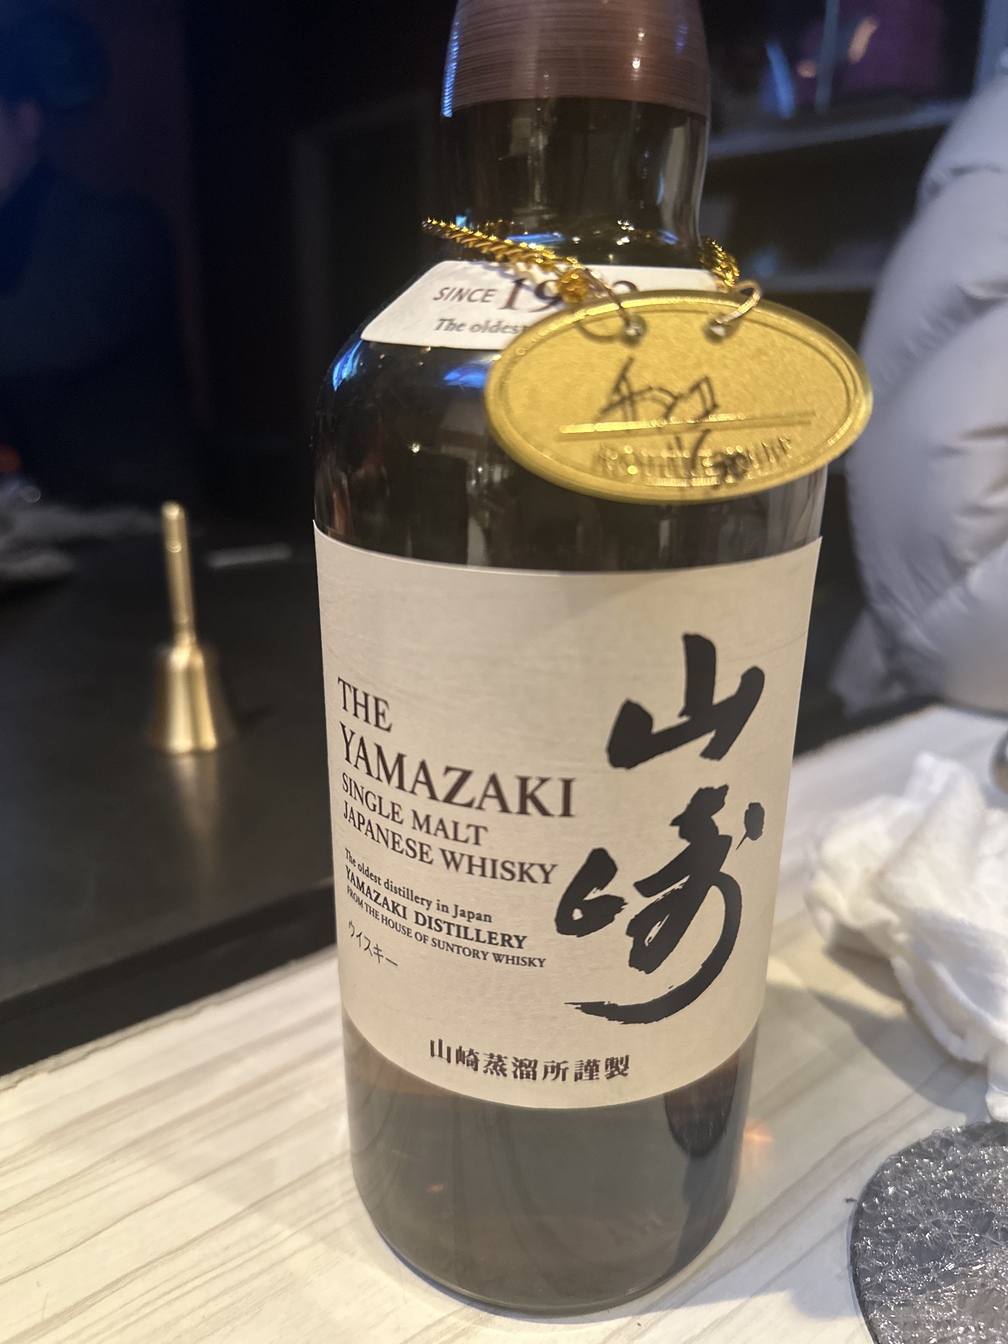 SINCE
The oldest
THE
YAMAZAKI
SINGLE MALT
JAPANESE WHISKY
The oldest distillery in Japan
YAMAZAKI DISTILLERY
FROM THE HOUSE OF SUNTORY WHISKY
ウイスキー
山崎
山崎蒸溜所謹製